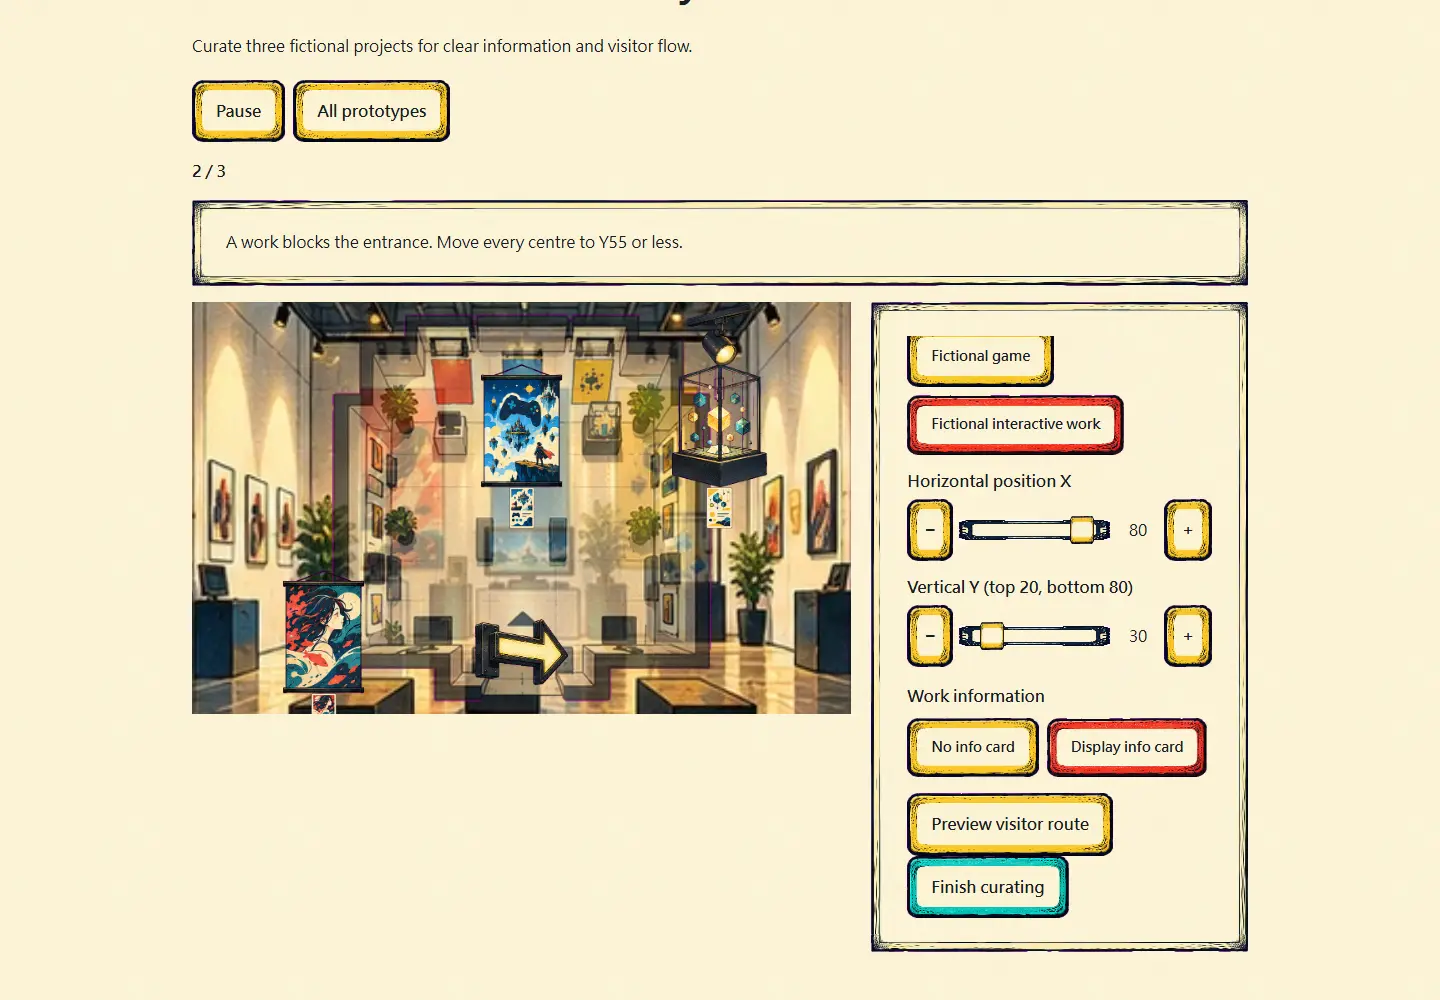 Curate three fictional projects for clear information and visitor flow.
Pause
All prototypes
2 / 3
A work blocks the entrance. Move every centre to Y55 or less.
Fictional game
Fictional interactive work
Horizontal position X
− 80 +
Vertical Y (top 20, bottom 80)
− 30 +
Work information
No info card
Display info card
Preview visitor route
Finish curating